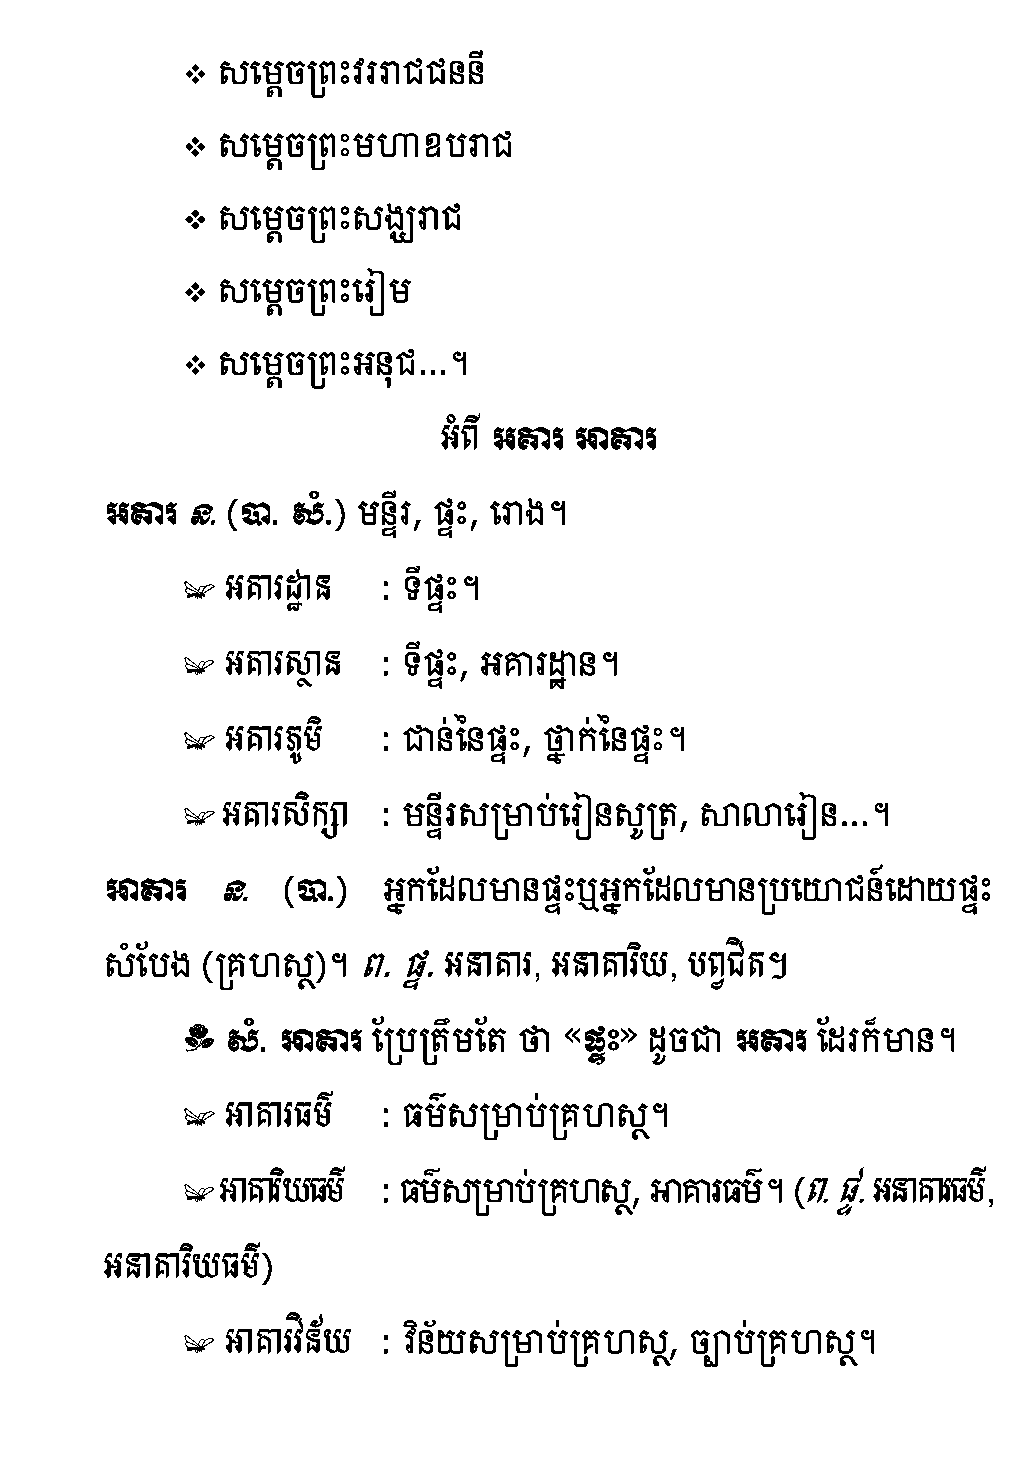 ❖ សម្ដេចព្រះវររាជជននី
❖ សម្ដេចព្រះមហាឧបរាជ
❖ សម្ដេចព្រះសង្ឃរាជ
❖ សម្ដេចព្រះរៀម
❖ សម្ដេចព្រះអនុជ...។
អំពី អគារ អាគារ
អគារ ន. (បា. សំ.) មន្ទីរ, ផ្ទះ, រោង។
អគារដ្ឋាន : ទីផ្ទះ។
អគារស្ថាន : ទីផ្ទះ, អគារដ្ឋាន។
អគារភូមិ : ជាន់នៃផ្ទះ, ថ្នាក់នៃផ្ទះ។
អគារសិក្សា : មន្ទីរសម្រាប់រៀនសូត្រ, សាលារៀន...។
អាគារ ន. (បា.) អ្នកដែលមានផ្ទះឬអ្នកដែលមានប្រយោជន៍ដោយផ្ទះ
សំបែង (គ្រហស្ថ)។ ព. ផ្ទ. អនាគារ, អនាគារិយ, បព្វជិត។
សំ. អាគារ ប្រែត្រឹមតែ ថា «ផ្ទះ» ដូចជា អគារ ដែរក៏មាន។
អាគារធម៌ : ធម៌សម្រាប់គ្រហស្ថ។
អាគារិយធម៌ : ធម៌សម្រាប់គ្រហស្ថ, អាគារធម៌។ (ព. ផ្ទ. អនាគារធម៌,
អនាគារិយធម៌)
អាគារវិន័យ : វិន័យសម្រាប់គ្រហស្ថ, ច្បាប់គ្រហស្ថ។